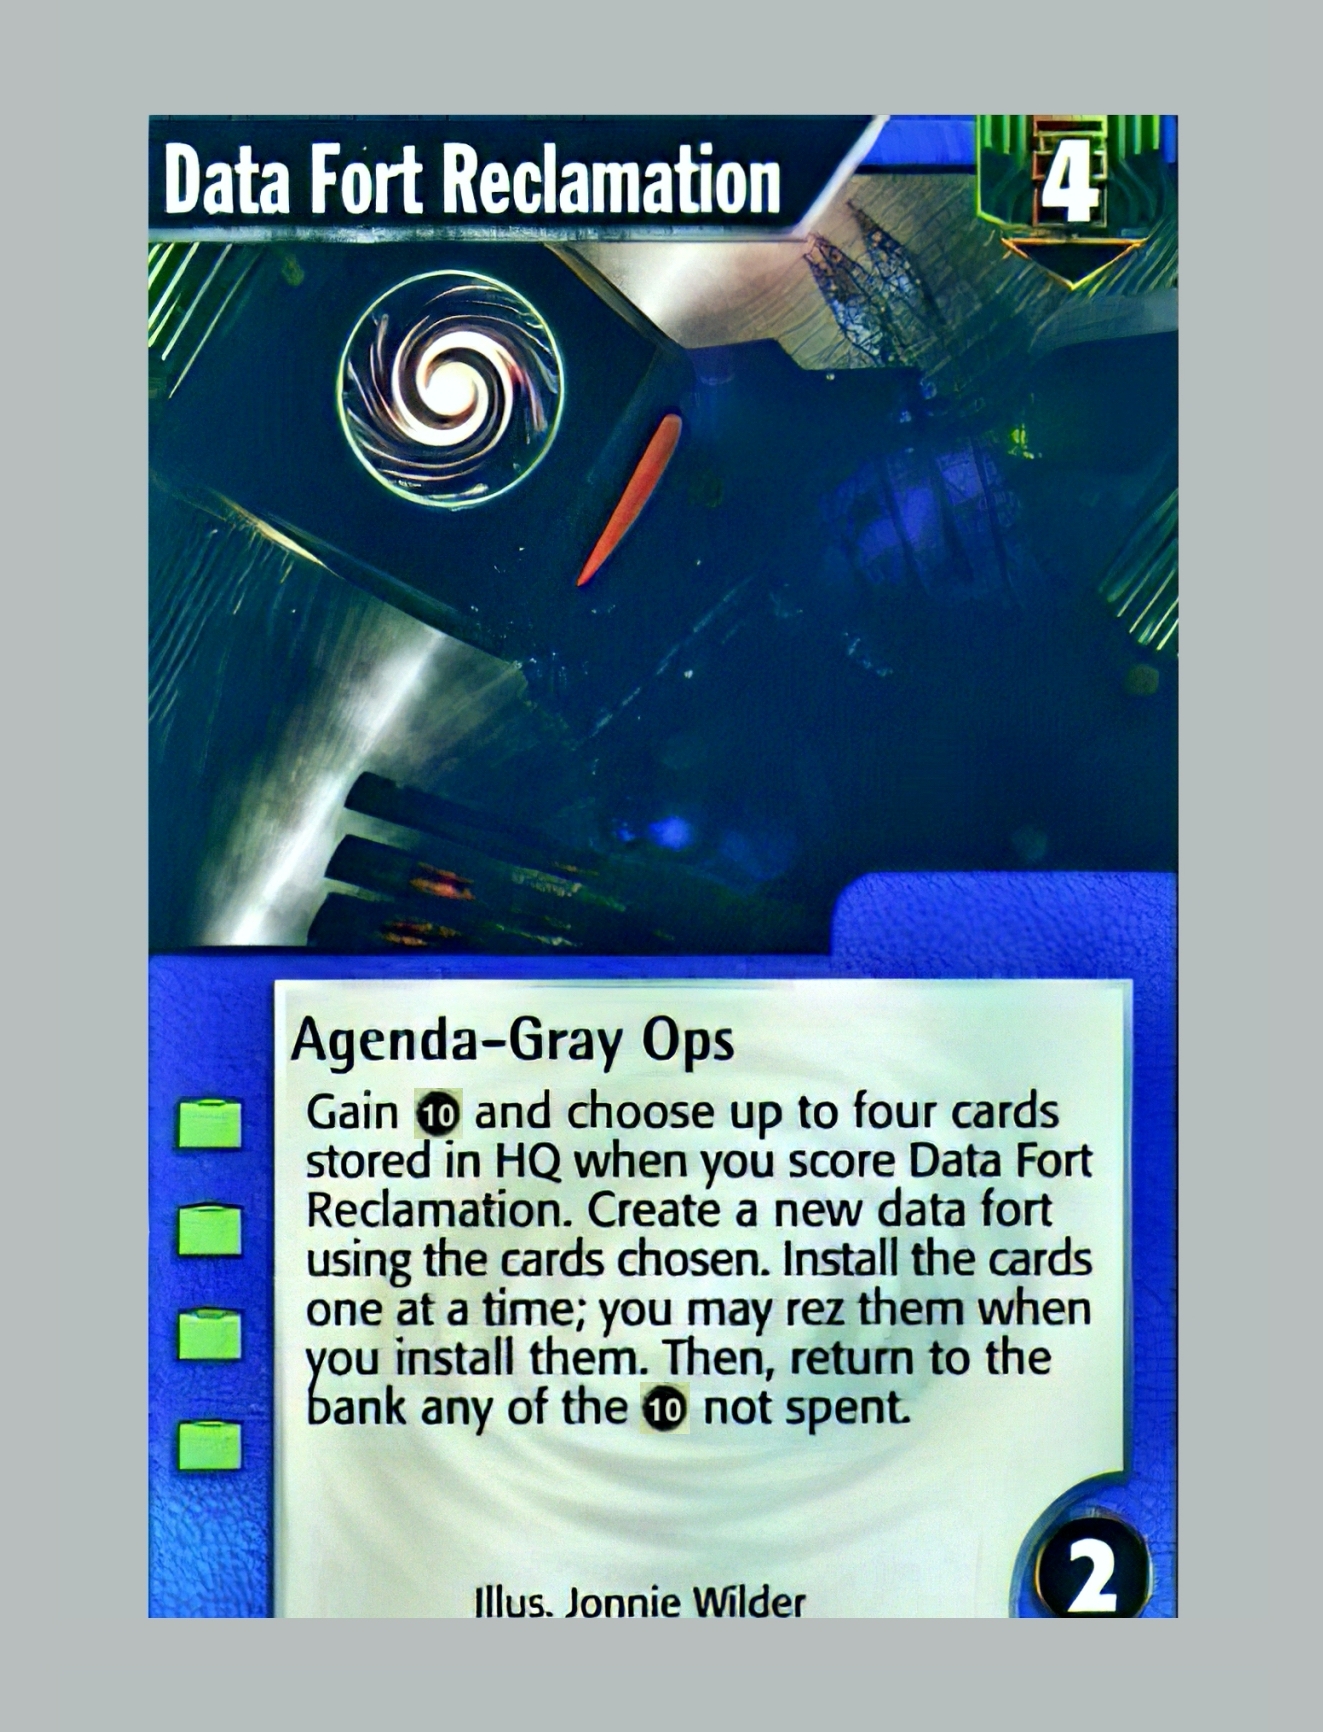 Data Fort Reclamation
4
Agenda-Gray Ops
Gain 10 and choose up to four cards
stored in HQ when you score Data Fort
Reclamation. Create a new data fort
using the cards chosen. Install the cards
one at a time; you may rez them when
you install them. Then, return to the
bank any of the 10 not spent.
2
Illus. Jonnie Wilder